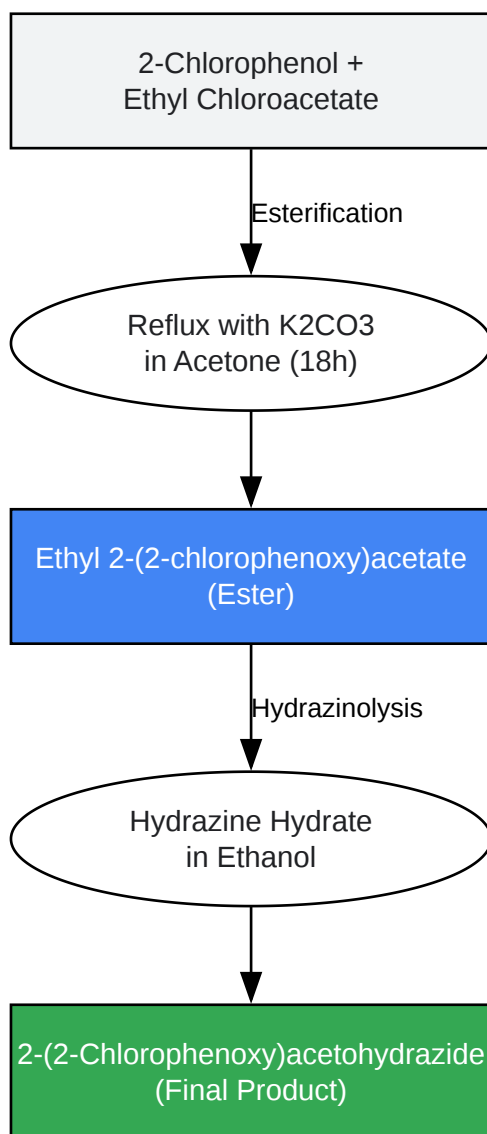 2-Chlorophenol +
Ethyl Chloroacetate
Esterification
Reflux with K2CO3
in Acetone (18h)
Ethyl 2-(2-chlorophenoxy)acetate
(Ester)
Hydrazinolysis
Hydrazine Hydrate
in Ethanol
2-(2-Chlorophenoxy)acetohydrazide
(Final Product)